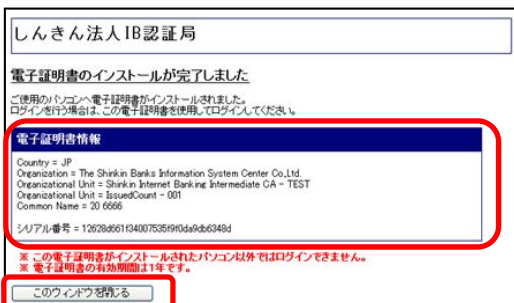 しんきん法人IB認証局
電子証明書のインストールが完了しました
ご使用のパソコンへ電子証明書がインストールされました。
ログインを行う場合は、この電子証明書を使用してログインしてください。
電子証明書情報
Country = JP
Organization = The Shinkin Banks Information System Center Co.,Ltd.
Organizational Unit = Shinkin Internet Banking Intermediate CA - TEST
Organizational Unit = IssuedCount - 001
Common Name = 20 6666
シリアル番号 = 12628d661f34007535f9f0da9db6348d
※ この電子証明書がインストールされたパソコン以外ではログインできません。
※ 電子証明書の有効期間は1年です。
このウィンドウを閉じる